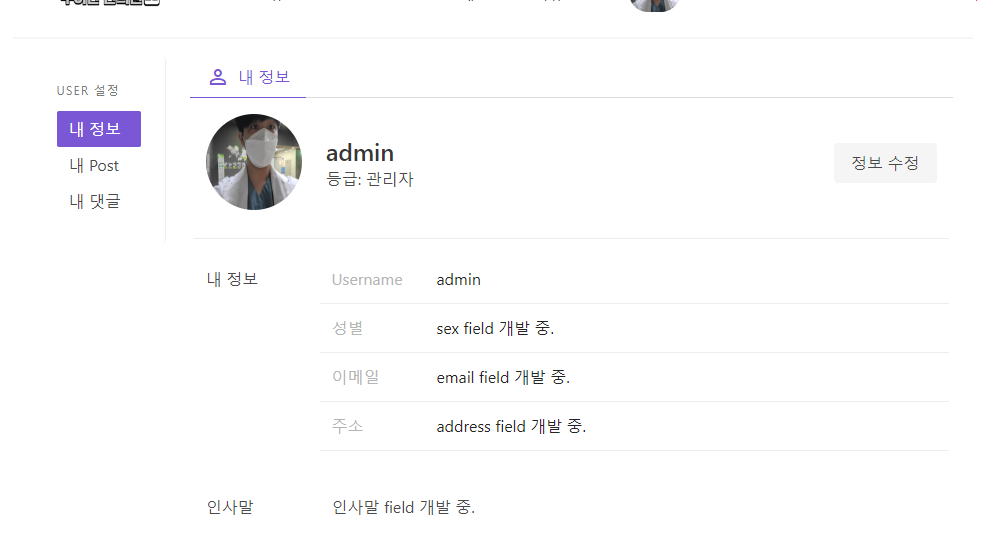 USER 설정
내 정보
내 Post
내 댓글
내 정보
admin
등급: 관리자
정보 수정
내 정보
Username admin
성별 sex field 개발 중.
이메일 email field 개발 중.
주소 address field 개발 중.
인사말 인사말 field 개발 중.